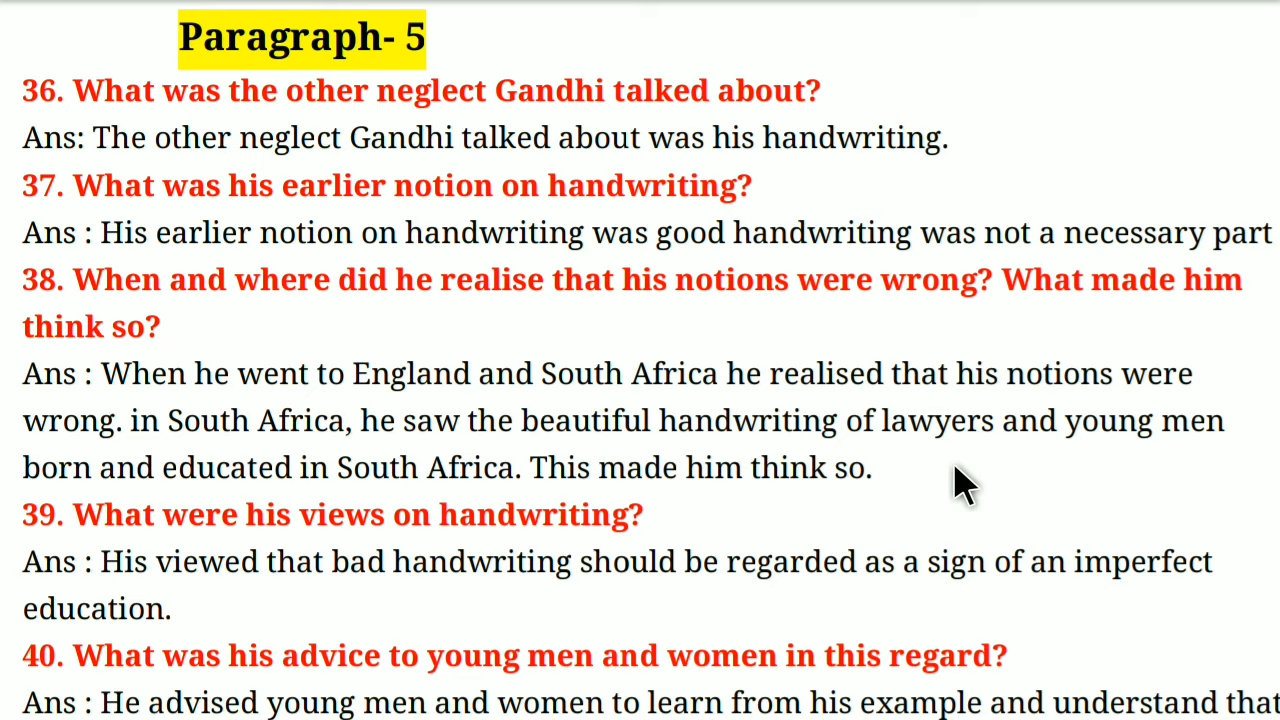 Paragraph- 5
36. What was the other neglect Gandhi talked about?
Ans: The other neglect Gandhi talked about was his handwriting.
37. What was his earlier notion on handwriting?
Ans : His earlier notion on handwriting was good handwriting was not a necessary part
38. When and where did he realise that his notions were wrong? What made him
think so?
Ans : When he went to England and South Africa he realised that his notions were
wrong. in South Africa, he saw the beautiful handwriting of lawyers and young men
born and educated in South Africa. This made him think so.
39. What were his views on handwriting?
Ans : His viewed that bad handwriting should be regarded as a sign of an imperfect
education.
40. What was his advice to young men and women in this regard?
Ans : He advised young men and women to learn from his example and understand that